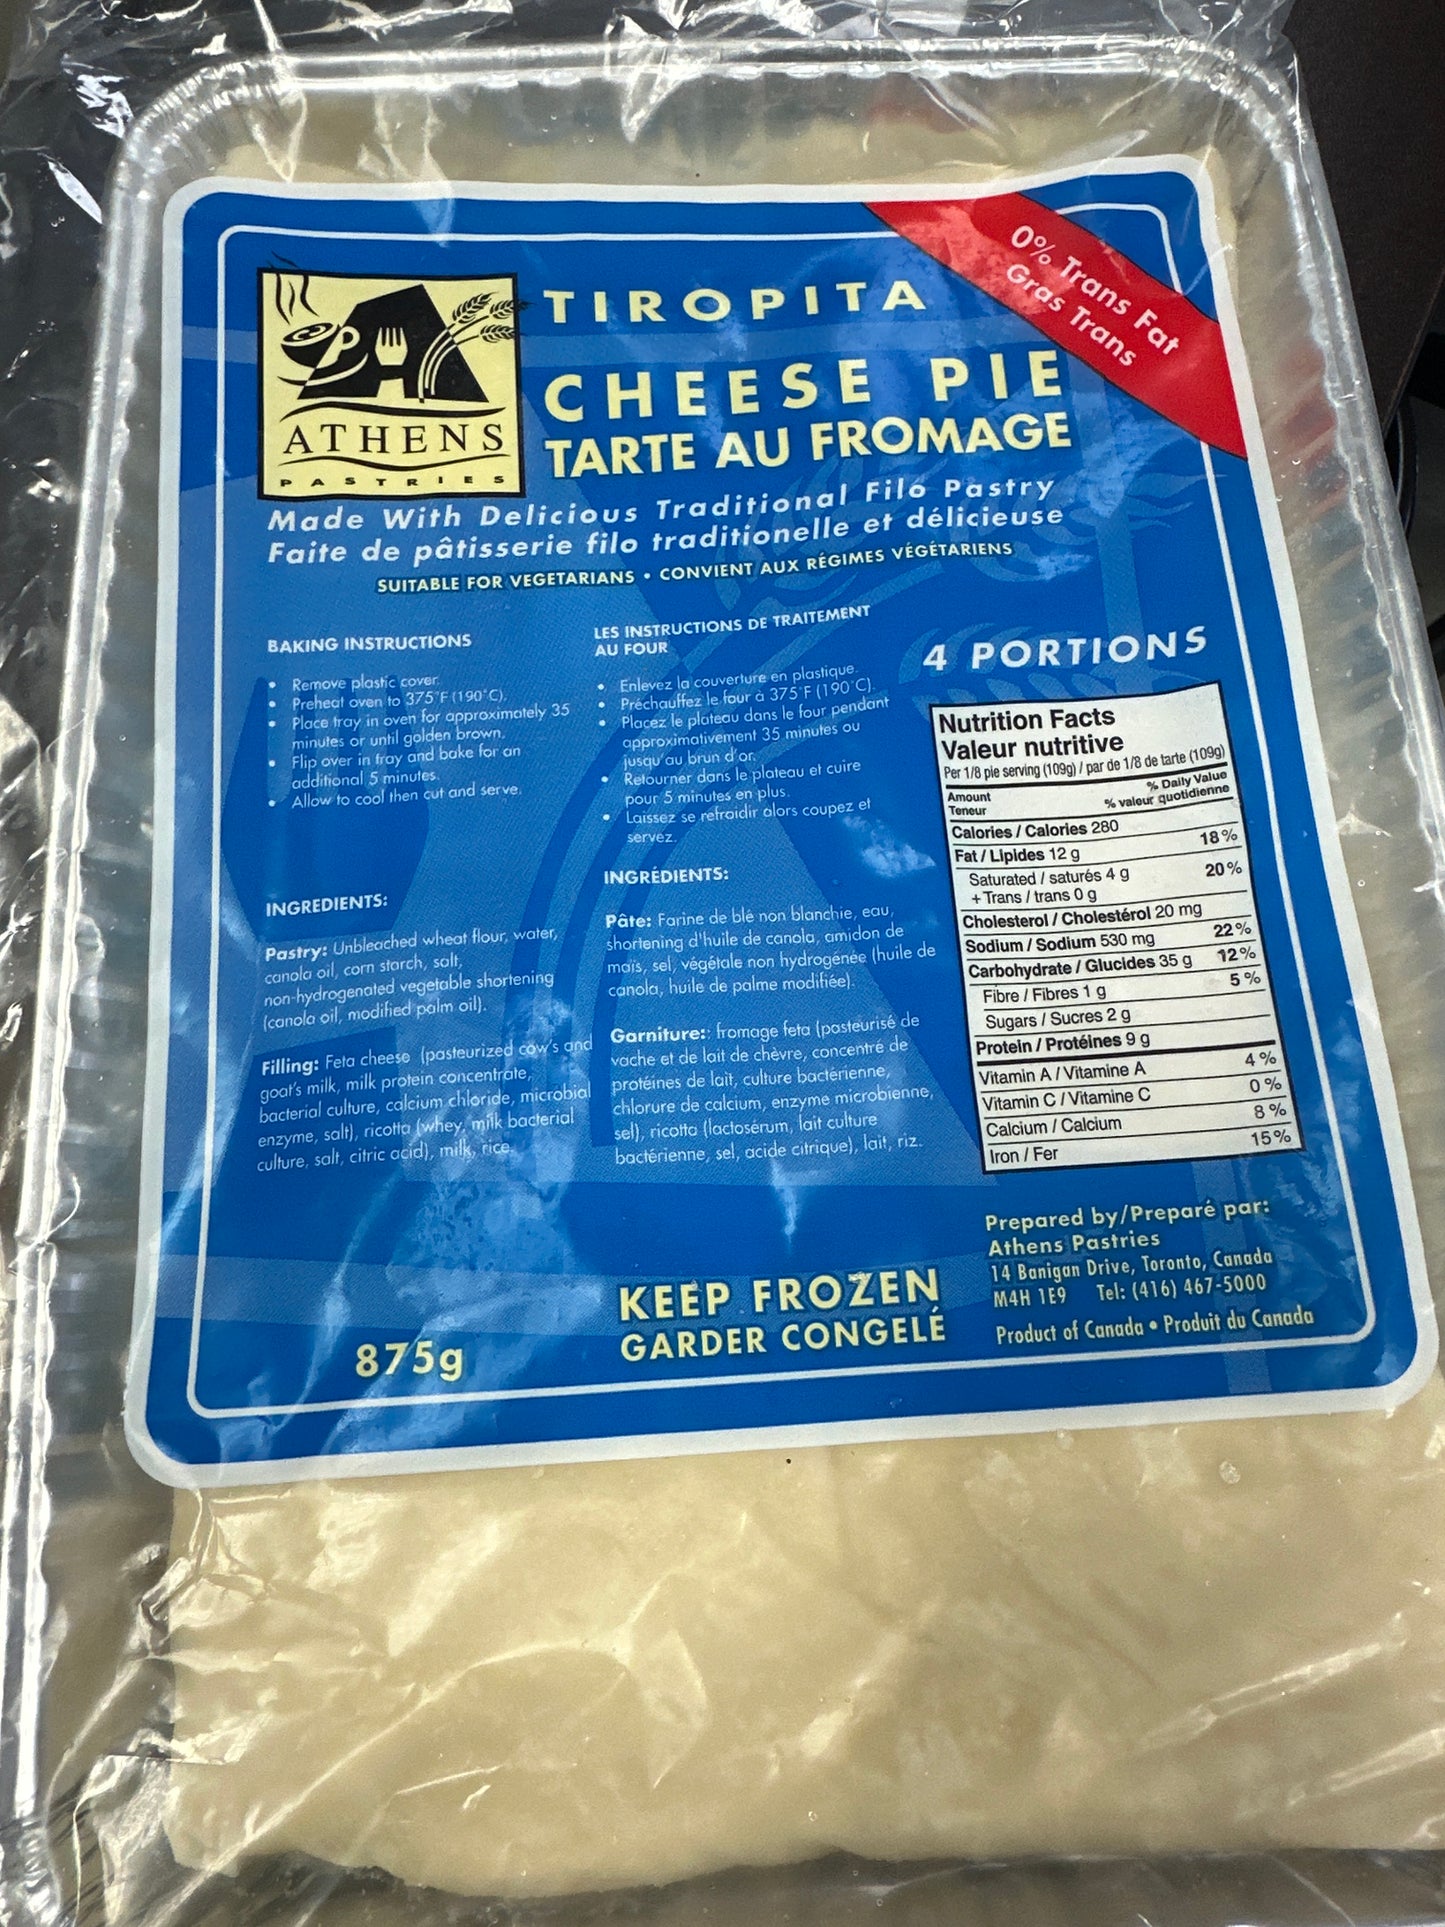 0% Trans Fat
Gras Trans
ATHENS
PASTRIES
TIROPITA
CHEESE PIE
TARTE AU FROMAGE
Made With Delicious Traditional Filo Pastry
Faite de pâtisserie filo traditionelle et délicieuse
SUITABLE FOR VEGETARIANS • CONVIENT AUX RÉGIMES VÉGÉTARIENS
BAKING INSTRUCTIONS
• Remove plastic cover.
• Preheat oven to 375°F (190°C).
• Place tray in oven for approximately 35
minutes or until golden brown.
• Flip over in tray and bake for an
additional 5 minutes.
• Allow to cool then cut and serve.
LES INSTRUCTIONS DE TRAITEMENT
AU FOUR
• Enlevez la couverture en plastique.
• Préchauffez le four à 375°F (190°C).
• Placez le plateau dans le four pendant
approximativement 35 minutes ou
jusqu'au brun d'or.
• Retourner dans le plateau et cuire
pour 5 minutes en plus.
• Laissez se refroidir alors coupez et
servez.
INGREDIENTS:
Pastry: Unbleached wheat flour, water,
canola oil, corn starch, salt,
non-hydrogenated vegetable shortening
(canola oil, modified palm oil).
Filling: Feta cheese (pasteurized cow's and
goat's milk, milk protein concentrate,
bacterial culture, calcium chloride, microbial
enzyme, salt), ricotta (whey, milk bacterial
culture, salt, citric acid), milk, rice.
INGRÉDIENTS:
Pâte: Farine de blé non blanchie, eau,
shortening d'huile de canola, amidon de
maïs, sel, végétale non hydrogénée (huile de
canola, huile de palme modifiée).
Garniture:: fromage feta (pasteurisé de
vache et de lait de chèvre, concentré de
protéines de lait, culture bactérienne,
chlorure de calcium, enzyme microbienne,
sel), ricotta (lactosérum, lait culture
bactérienne, sel, acide citrique), lait, riz.
4 PORTIONS
Nutrition Facts
Valeur nutritive
Per 1/8 pie serving (109g) / par de 1/8 de tarte (109g)
Amount % Daily Value
Teneur % valeur quotidienne
Calories / Calories 280
Fat / Lipides 12 g 18 %
Saturated / saturés 4 g 20 %
+ Trans / trans 0 g
Cholesterol / Cholestérol 20 mg
Sodium / Sodium 530 mg 22 %
Carbohydrate / Glucides 35 g 12 %
Fibre / Fibres 1 g 5 %
Sugars / Sucres 2 g
Protein / Protéines 9 g
Vitamin A / Vitamine A 4 %
Vitamin C / Vitamine C 0 %
Calcium / Calcium 8 %
Iron / Fer 15 %
Prepared by/Preparé par:
Athens Pastries
14 Banigan Drive, Toronto, Canada
M4H 1E9 Tel: (416) 467-5000
Product of Canada • Produit du Canada
KEEP FROZEN
GARDER CONGELÉ
875g